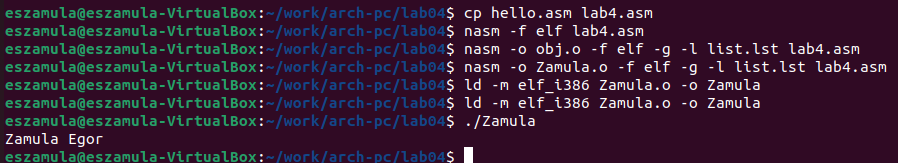 eszamula@eszamula-VirtualBox:~/work/arch-pc/lab04$ cp hello.asm lab4.asm
eszamula@eszamula-VirtualBox:~/work/arch-pc/lab04$ nasm -f elf lab4.asm
eszamula@eszamula-VirtualBox:~/work/arch-pc/lab04$ nasm -o obj.o -f elf -g -l list.lst lab4.asm
eszamula@eszamula-VirtualBox:~/work/arch-pc/lab04$ nasm -o Zamula.o -f elf -g -l list.lst lab4.asm
eszamula@eszamula-VirtualBox:~/work/arch-pc/lab04$ ld -m elf_i386 Zamula.o -o Zamula
eszamula@eszamula-VirtualBox:~/work/arch-pc/lab04$ ld -m elf_i386 Zamula.o -o Zamula
eszamula@eszamula-VirtualBox:~/work/arch-pc/lab04$ ./Zamula
Zamula Egor
eszamula@eszamula-VirtualBox:~/work/arch-pc/lab04$